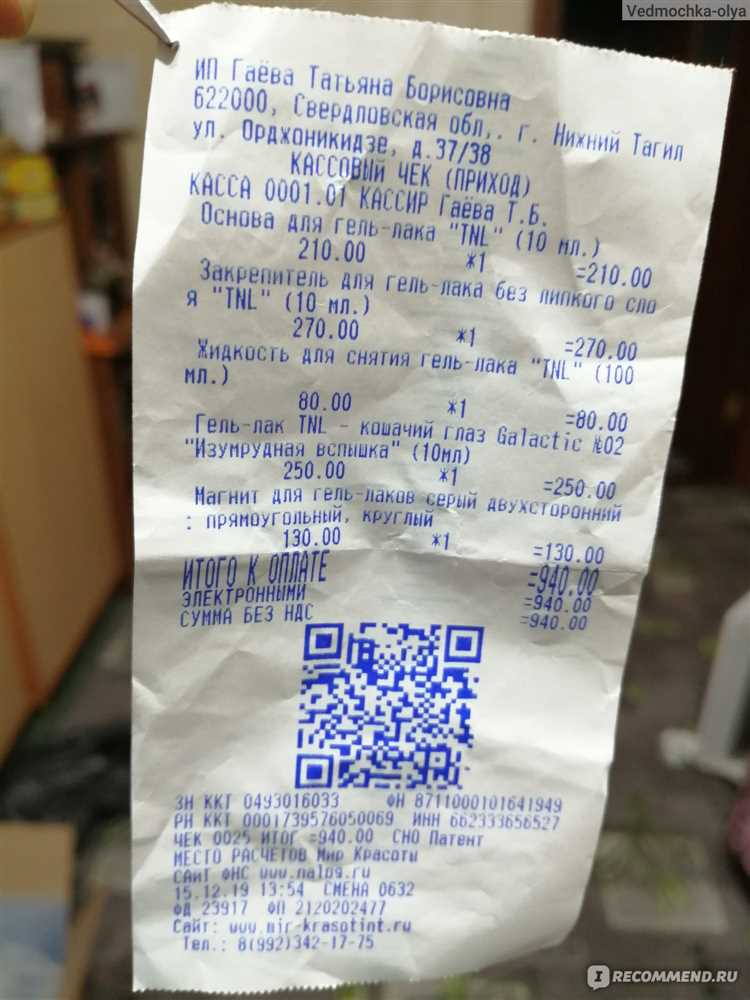 Vedmochka-olya
ИП Гаёва Татьяна Борисовна
622000, Свердловская обл,. г. Нижний Тагил
ул. Орджоникидзе, д.37/38
КАССОВЫЙ ЧЕК (ПРИХОД)
КАССА 0001.01 КАССИР Гаёва Т.Б.
Основа для гель-лака "TNL" (10 мл.)
210.00 *1 =210.00
Закрепитель для гель-лака без липкого сло
я "TNL" (10 мл.)
270.00 *1 =270.00
Жидкость для снятия гель-лака "TNL" (100
мл.)
80.00 *1 =80.00
Гель-лак TNL - кошачий глаз Galactic №02
"Изумрудная вспышка" (10мл)
250.00 *1 =250.00
Магнит для гель-лаков серый двухсторонний
: прямоугольный, круглый
130.00 *1 =130.00
ИТОГО К ОПЛАТЕ =940.00
ЭЛЕКТРОННЫМИ =940.00
СУММА БЕЗ НДС =940.00
ЗН ККТ 0493016033 ФН 8711000101641949
РН ККТ 0001739576050069 ИНН 662333656527
ЧЕК 0025 ИТОГ =940.00 СНО Патент
МЕСТО РАСЧЕТОВ Мир Красоты
САЙТ ФНС www.nalog.ru
15.12.19 13:54 СМЕНА 0632
ФД 23917 ФП 2120202477
Сайт: www.mir-krasotint.ru
Тел.: 8(992)342-17-75
I RECOMMEND.RU